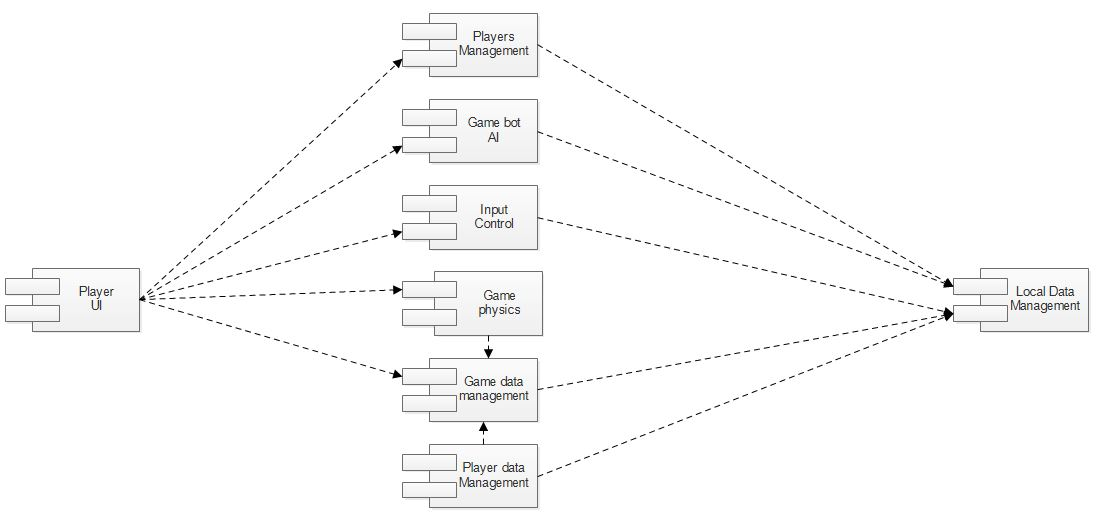 Players
Management
Game bot
AI
Input
Control
Player
UI
Game
physics
Local Data
Management
Game data
management
Player data
Management